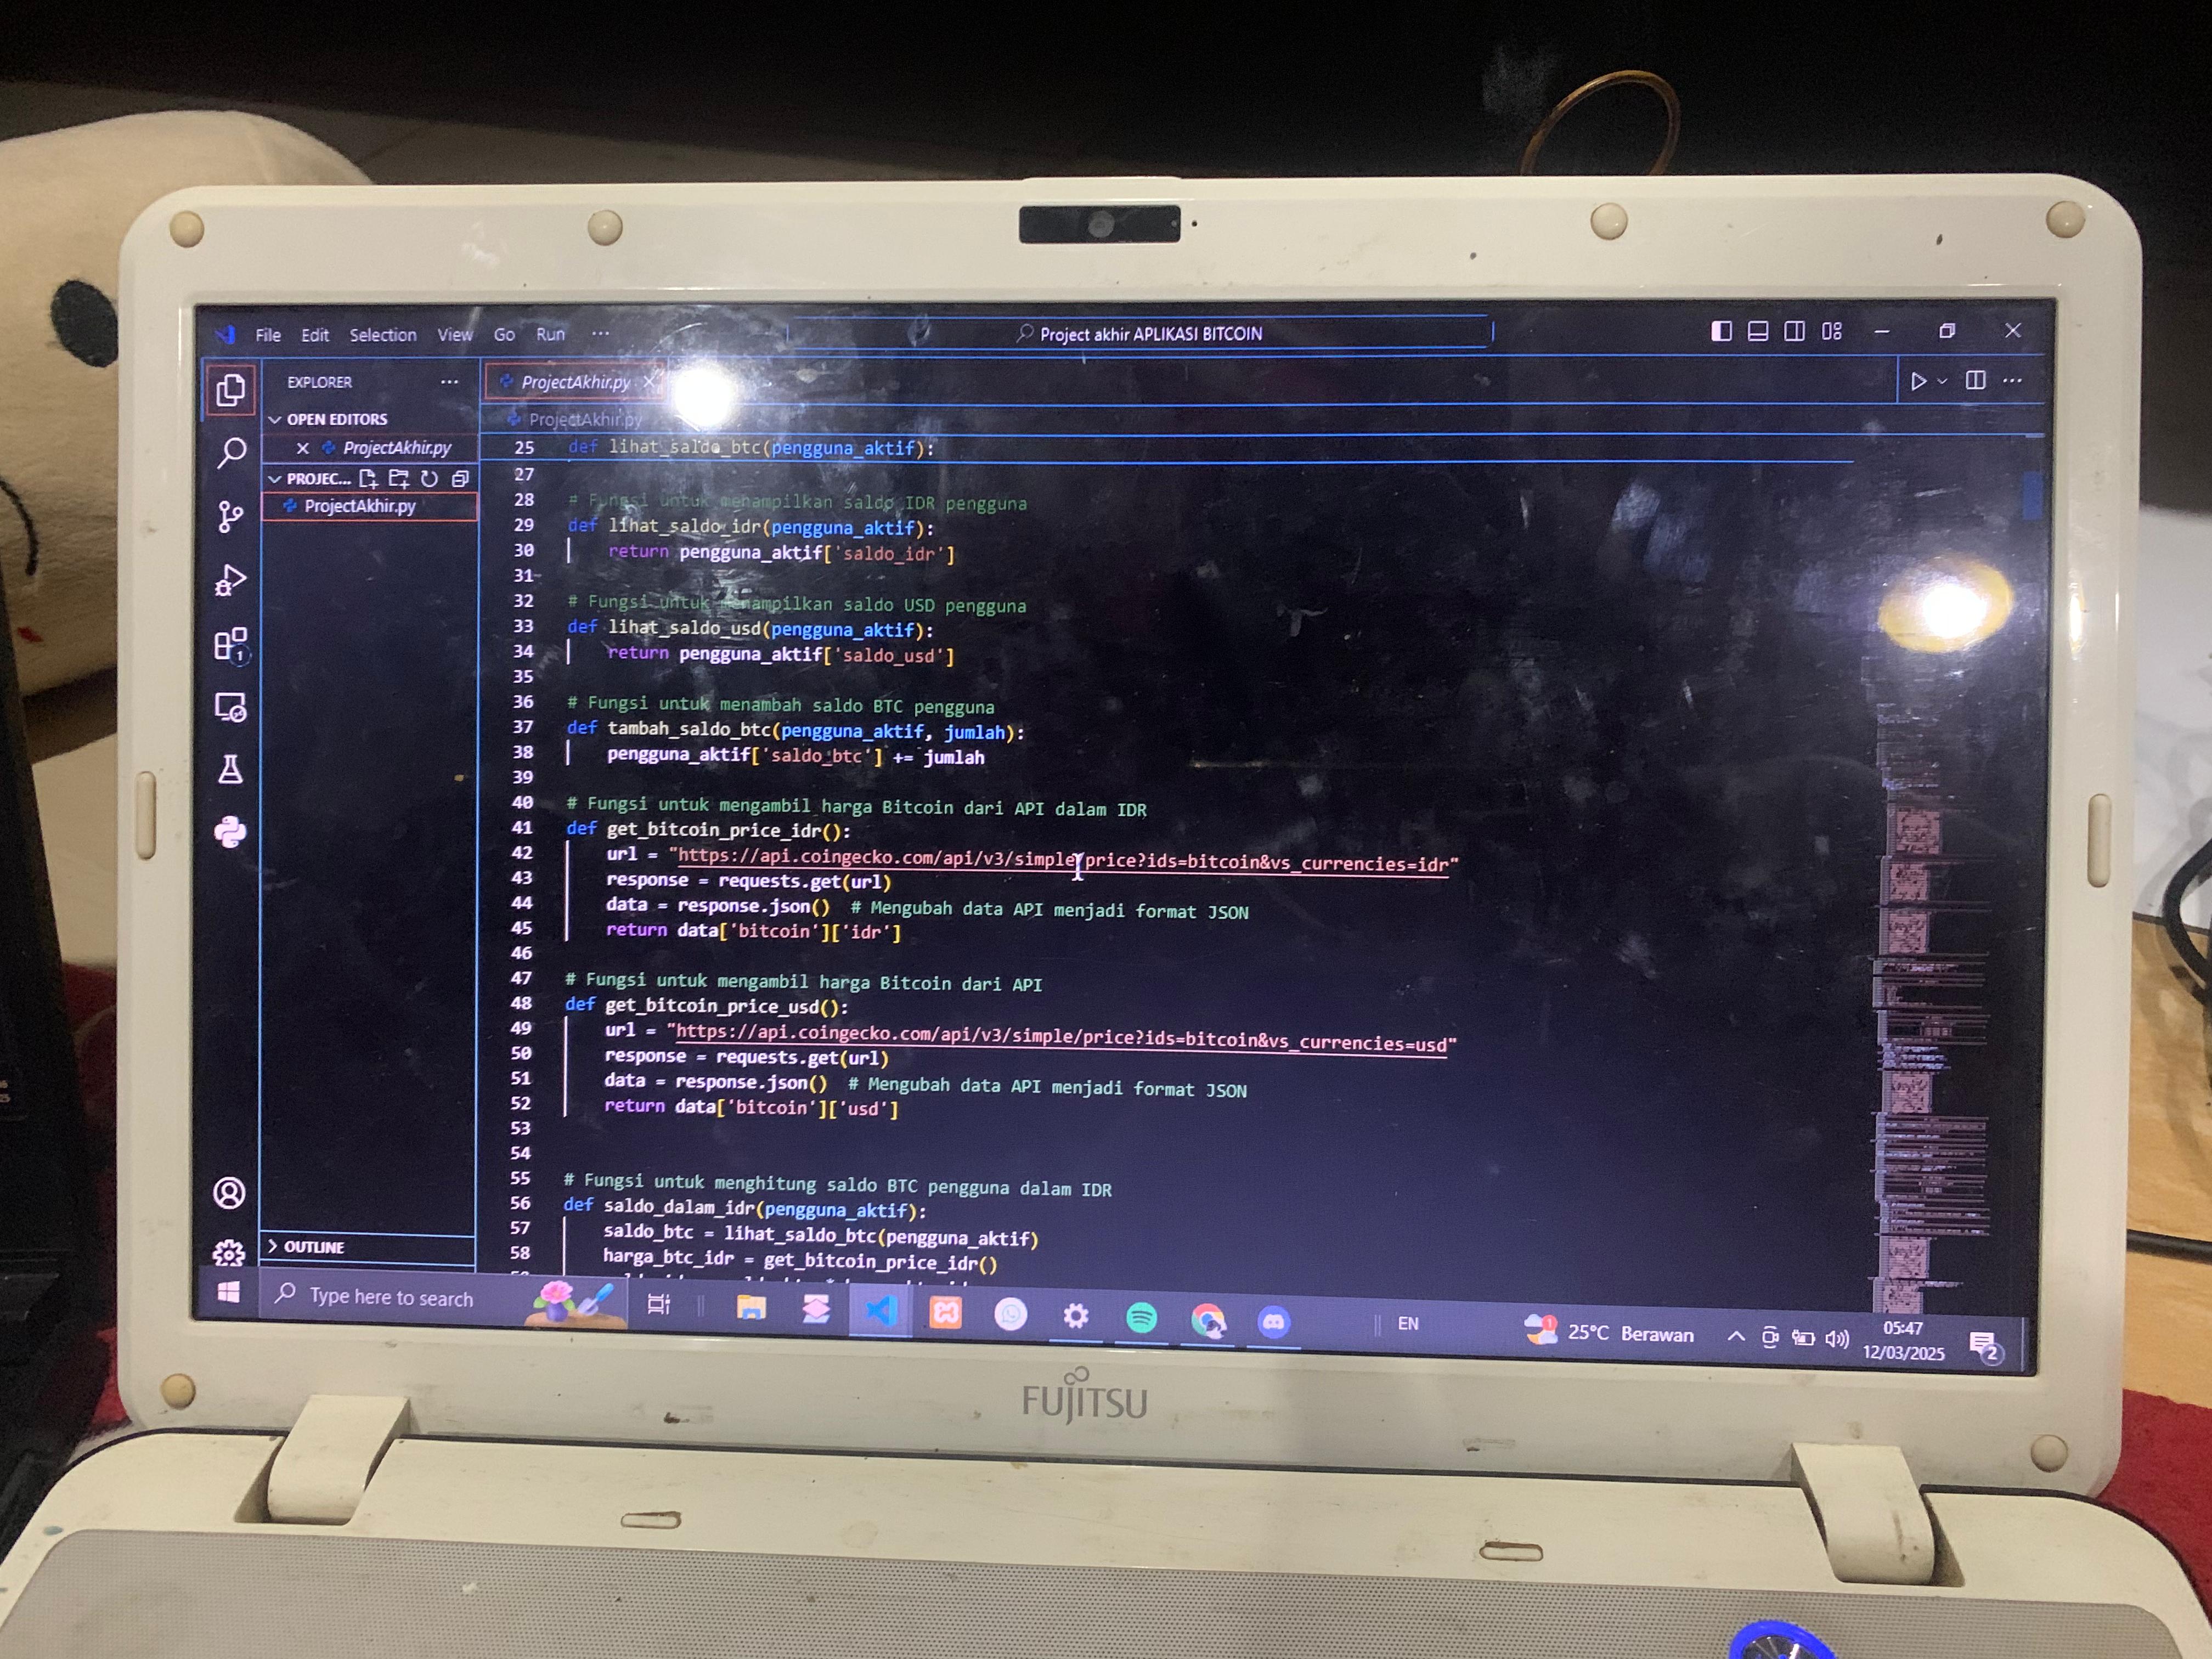 File Edit Selection View Go Run ···
Project akhir APLIKASI BITCOIN
EXPLORER ···
OPEN EDITORS
ProjectAkhir.py
PROJEC...
ProjectAkhir.py
1
OUTLINE
ProjectAkhir.py
ProjectAkhir.py
25 def lihat_saldo_btc(pengguna_aktif):
27
28 # Fungsi untuk menampilkan saldo IDR pengguna
29 def lihat_saldo_idr(pengguna_aktif):
30 return pengguna_aktif['saldo_idr']
31
32 # Fungsi untuk menampilkan saldo USD pengguna
33 def lihat_saldo_usd(pengguna_aktif):
34 return pengguna_aktif['saldo_usd']
35
36 # Fungsi untuk menambah saldo BTC pengguna
37 def tambah_saldo_btc(pengguna_aktif, jumlah):
38 pengguna_aktif['saldo_btc'] += jumlah
39
40 # Fungsi untuk mengambil harga Bitcoin dari API dalam IDR
41 def get_bitcoin_price_idr():
42 url = "https://api.coingecko.com/api/v3/simple/price?ids=bitcoin&vs_currencies=idr"
43 response = requests.get(url)
44 data = response.json() # Mengubah data API menjadi format JSON
45 return data['bitcoin']['idr']
46
47 # Fungsi untuk mengambil harga Bitcoin dari API
48 def get_bitcoin_price_usd():
49 url = "https://api.coingecko.com/api/v3/simple/price?ids=bitcoin&vs_currencies=usd"
50 response = requests.get(url)
51 data = response.json() # Mengubah data API menjadi format JSON
52 return data['bitcoin']['usd']
53
54
55 # Fungsi untuk menghitung saldo BTC pengguna dalam IDR
56 def saldo_dalam_idr(pengguna_aktif):
57 saldo_btc = lihat_saldo_btc(pengguna_aktif)
58 harga_btc_idr = get_bitcoin_price_idr()
Type here to search
EN
1
25°C Berawan
05:47
12/03/2025
2
FUJITSU